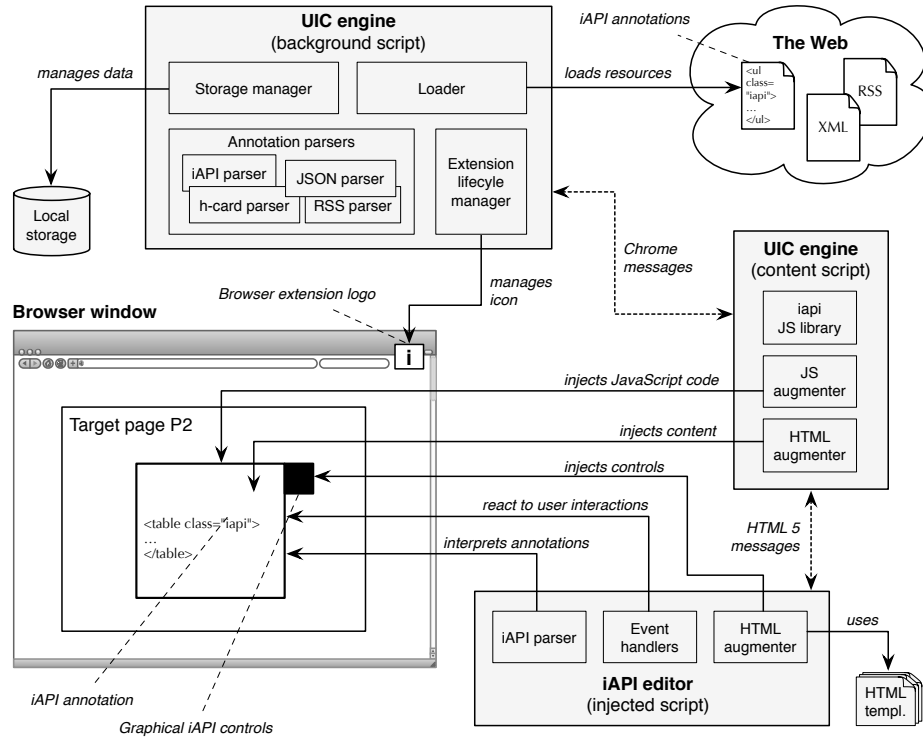 UIC engine
(background script)
iAPI annotations
The Web
manages data
Storage manager
Loader
loads resources
<ul
class=
"iapi">
...
</ul>
RSS
XML
Annotation parsers
iAPI parser
JSON parser
h-card parser
RSS parser
Extension
lifecyle
manager
Local
storage
Chrome
messages
UIC engine
(content script)
iapi
JS library
JS
augmenter
HTML
augmenter
manages
icon
Browser extension logo
Browser window
i
injects JavaScript code
Target page P2
injects content
injects controls
react to user interactions
<table class="iapi">
...
</table>
interprets annotations
HTML 5
messages
iAPI parser
Event
handlers
HTML
augmenter
uses
iAPI editor
(injected script)
HTML
templ.
iAPI annotation
Graphical iAPI controls